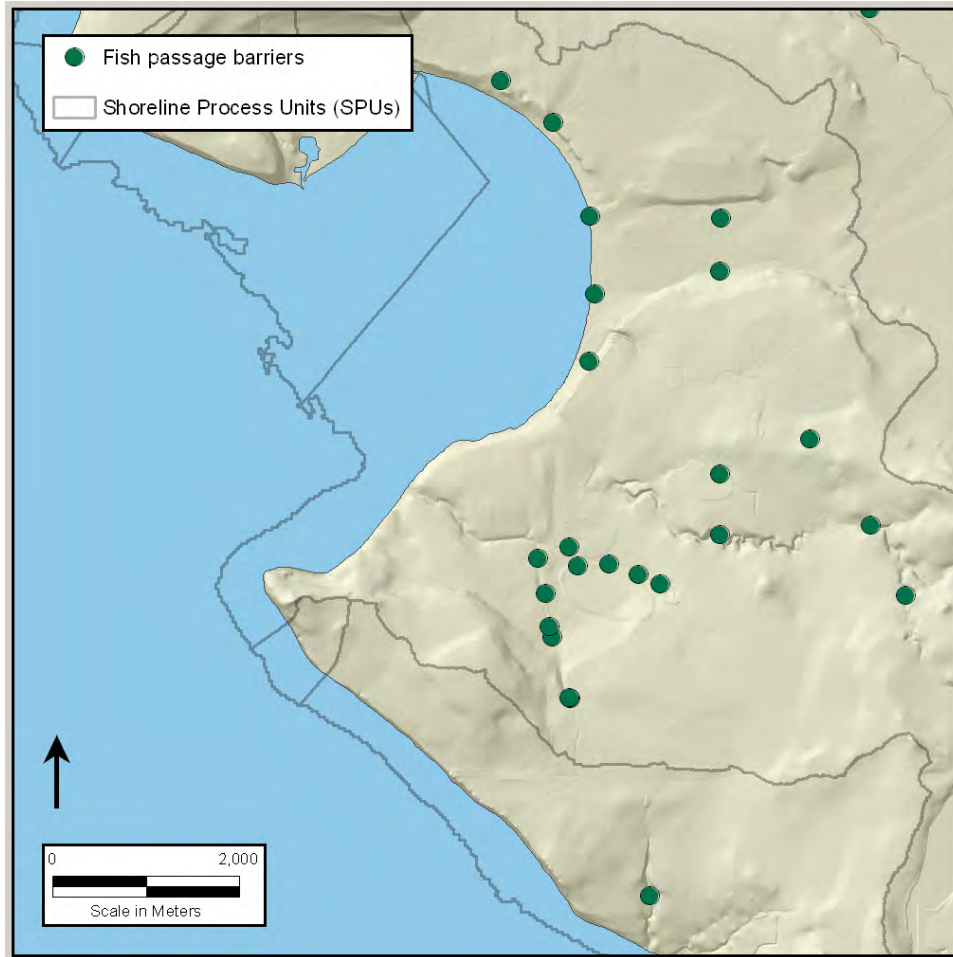 Fish passage barriers
Shoreline Process Units (SPUs)
0 2,000
Scale in Meters